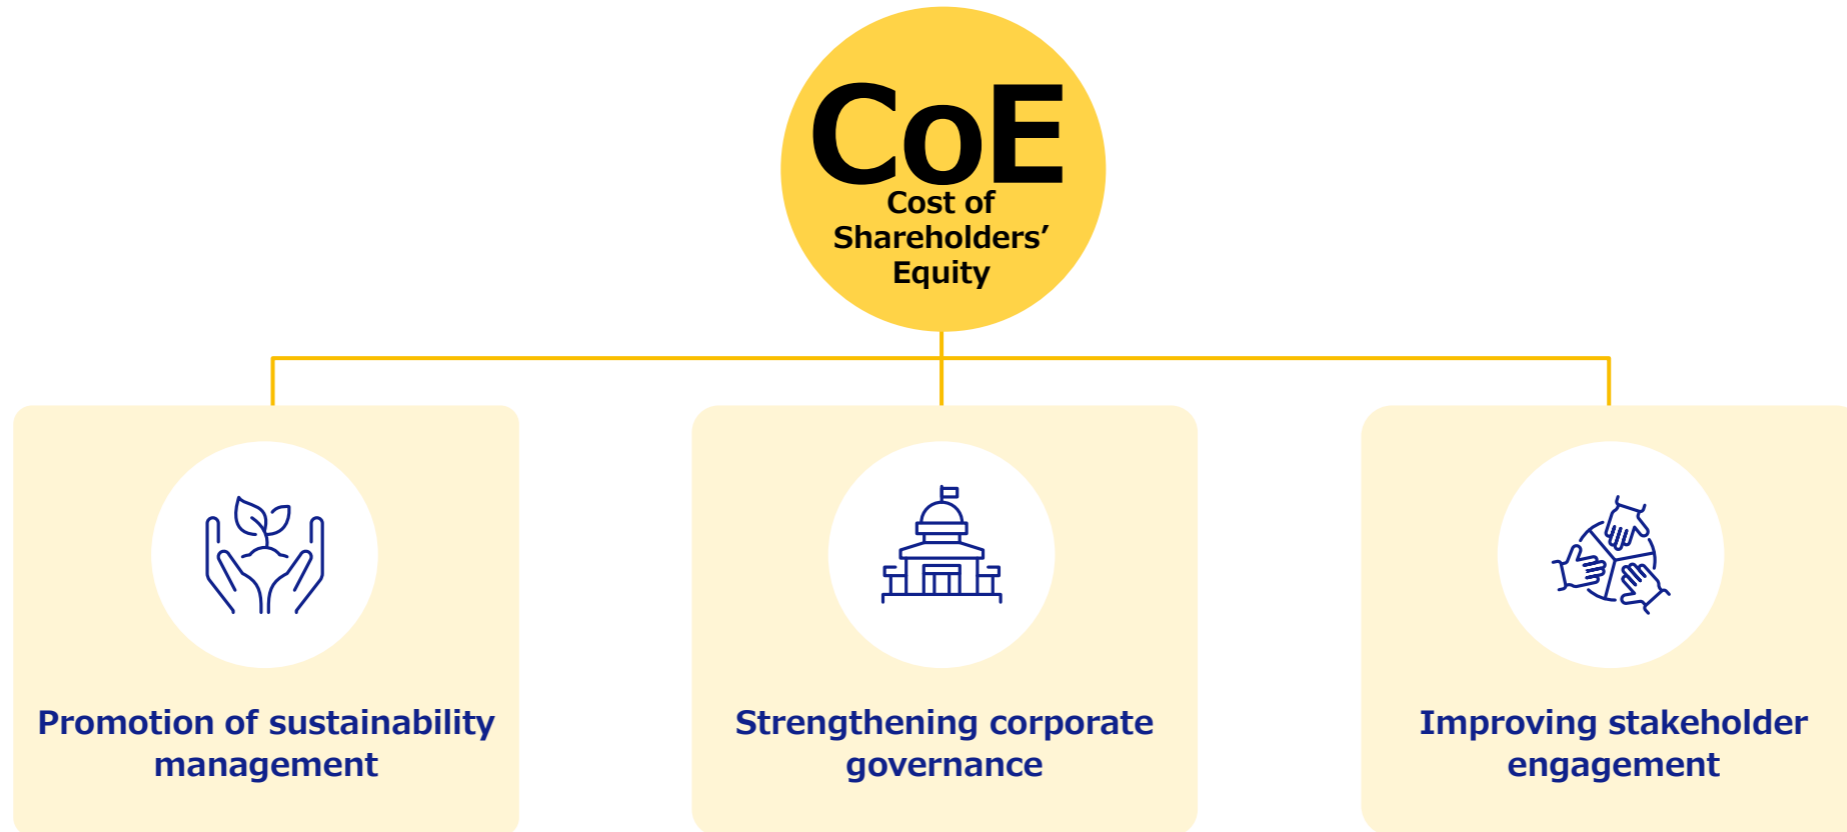 CoE
Cost of
Shareholders’
Equity
Promotion of sustainability
management
Strengthening corporate
governance
Improving stakeholder
engagement